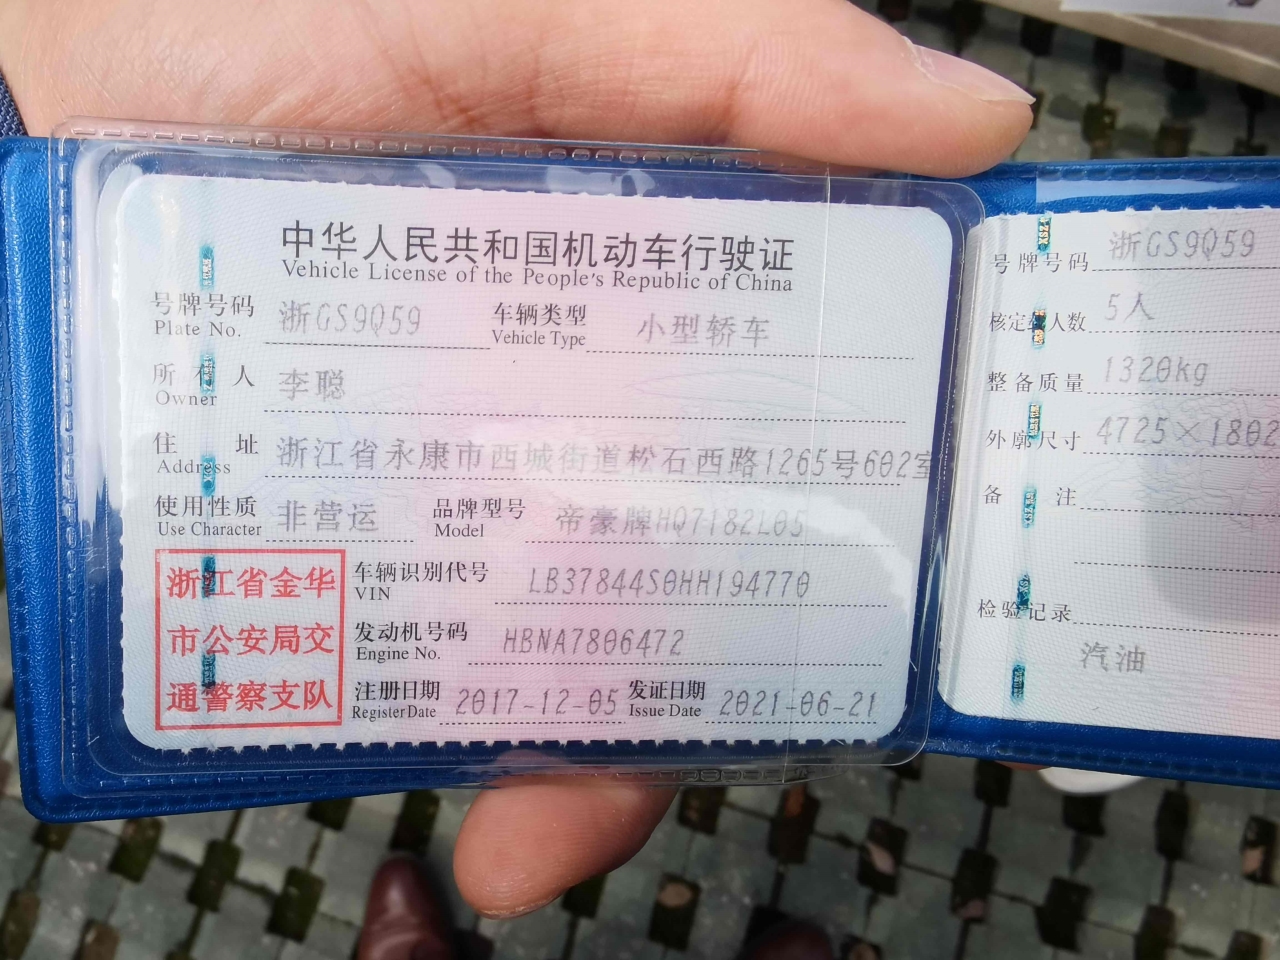 中华人民共和国机动车行驶证
Vehicle License of the People's Republic of China
号牌号码 浙GS9Q59 车辆类型 小型轿车
Plate No. Vehicle Type
所有人 李聪
Owner
住址 浙江省永康市西城街道松石西路1265号602室
Address
使用性质 非营运 品牌型号 帝豪牌HQ7182L05
Use Character Model
浙江省金华
市公安局交
通警察支队
车辆识别代号 LB37844S0HH194770
VIN
发动机号码 HBNA7806472
Engine No.
注册日期 2017-12-05 发证日期 2021-06-21
Register Date Issue Date
号牌号码 浙GS9Q59
核定载人数 5人
整备质量 1320kg
外廓尺寸 4725×1802
备注
检验记录
汽油